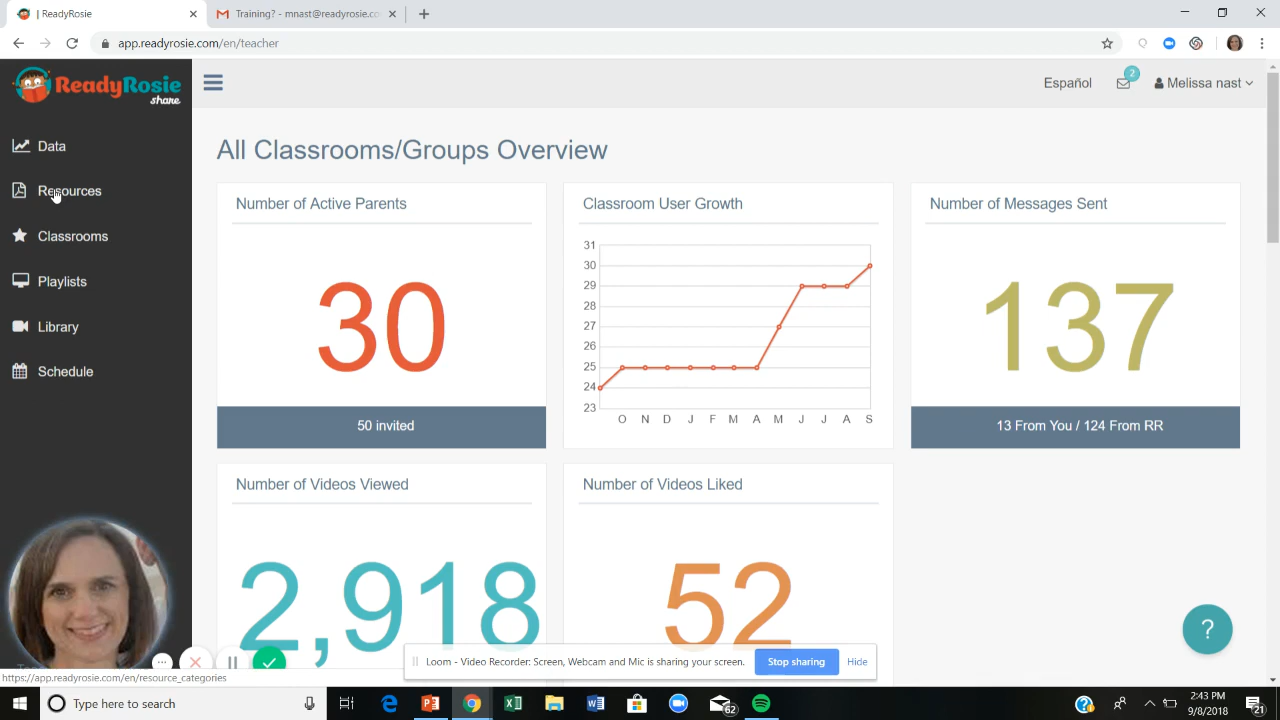 | ReadyRosie
Training? - mnast@readyrosie.co
app.readyrosie.com/en/teacher
ReadyRosie
share
Español
2
Melissa nast
Data
Resources
Classrooms
Playlists
Library
Schedule
All Classrooms/Groups Overview
Number of Active Parents
30
50 invited
Classroom User Growth
31
30
29
28
27
26
25
24
23
O N D J F M A M J J A S
Number of Messages Sent
137
13 From You / 124 From RR
Number of Videos Viewed
2,918
Number of Videos Liked
52
?
Loom - Video Recorder: Screen, Webcam and Mic is sharing your screen.
Stop sharing
Hide
https://app.readyrosie.com/en/resource_categories
Type here to search
62
2:43 PM
9/8/2018
21